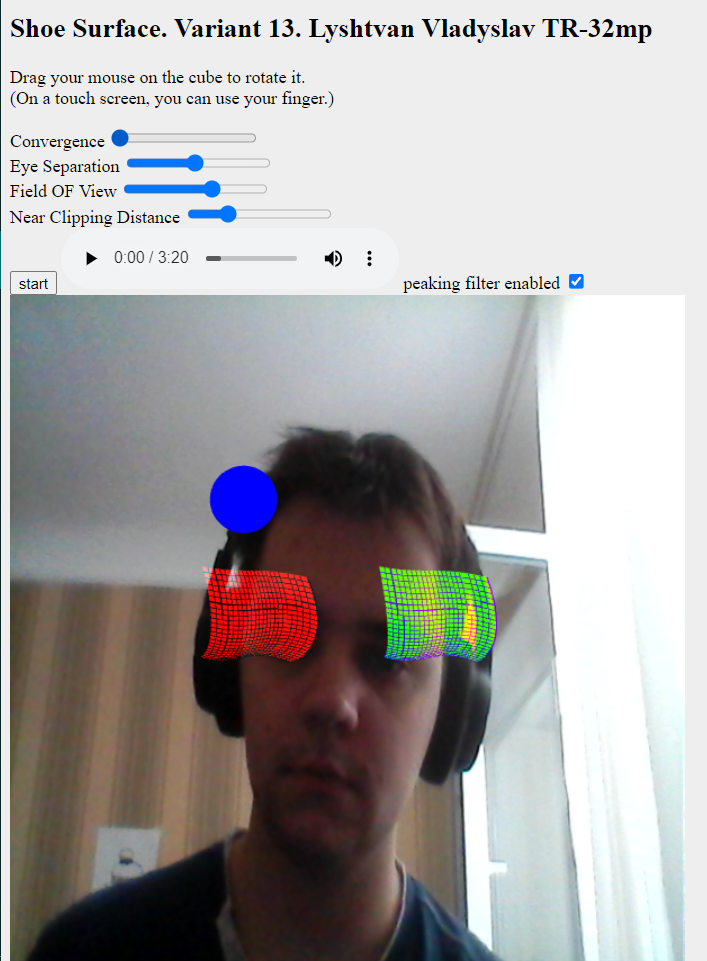 Shoe Surface. Variant 13. Lyshtvan Vladyslav TR-32mp
Drag your mouse on the cube to rotate it.
(On a touch screen, you can use your finger.)
Convergence
Eye Separation
Field OF View
Near Clipping Distance
start 0:00 / 3:20 peaking filter enabled